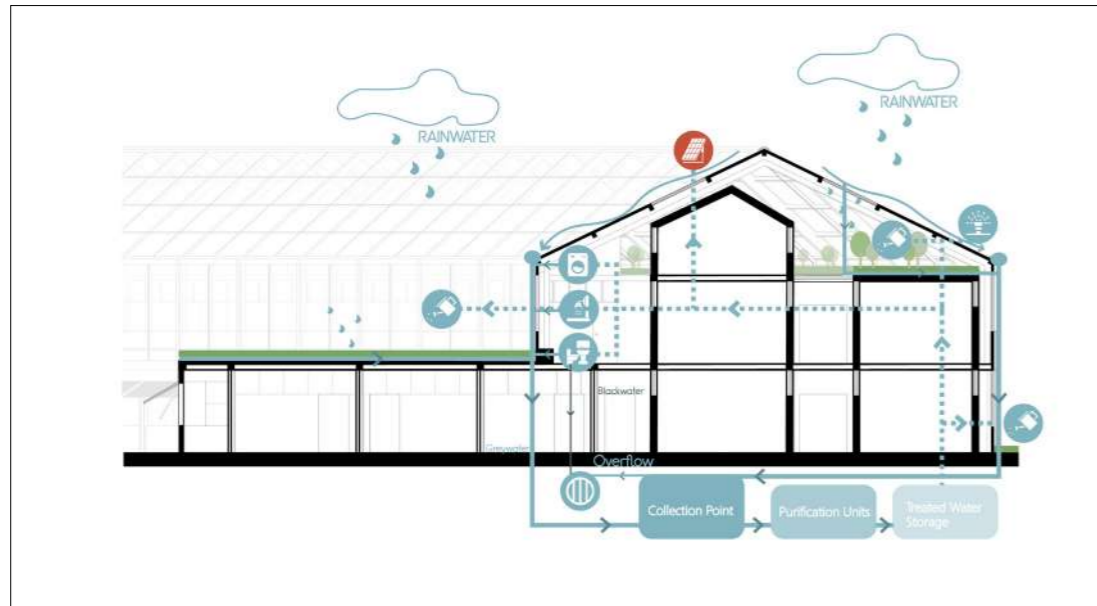 RAINWATER
RAINWATER
Blackwater
Greywater
Overflow
Collection Point
Purification Units
Treated Water
Storage